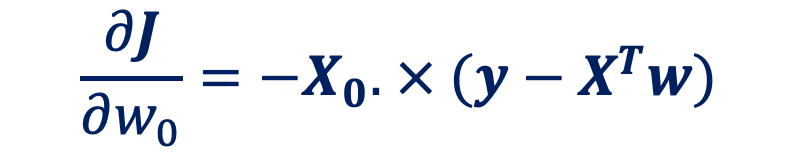 ∂J/∂w₀ = −X₀. × (y − Xᵀw)